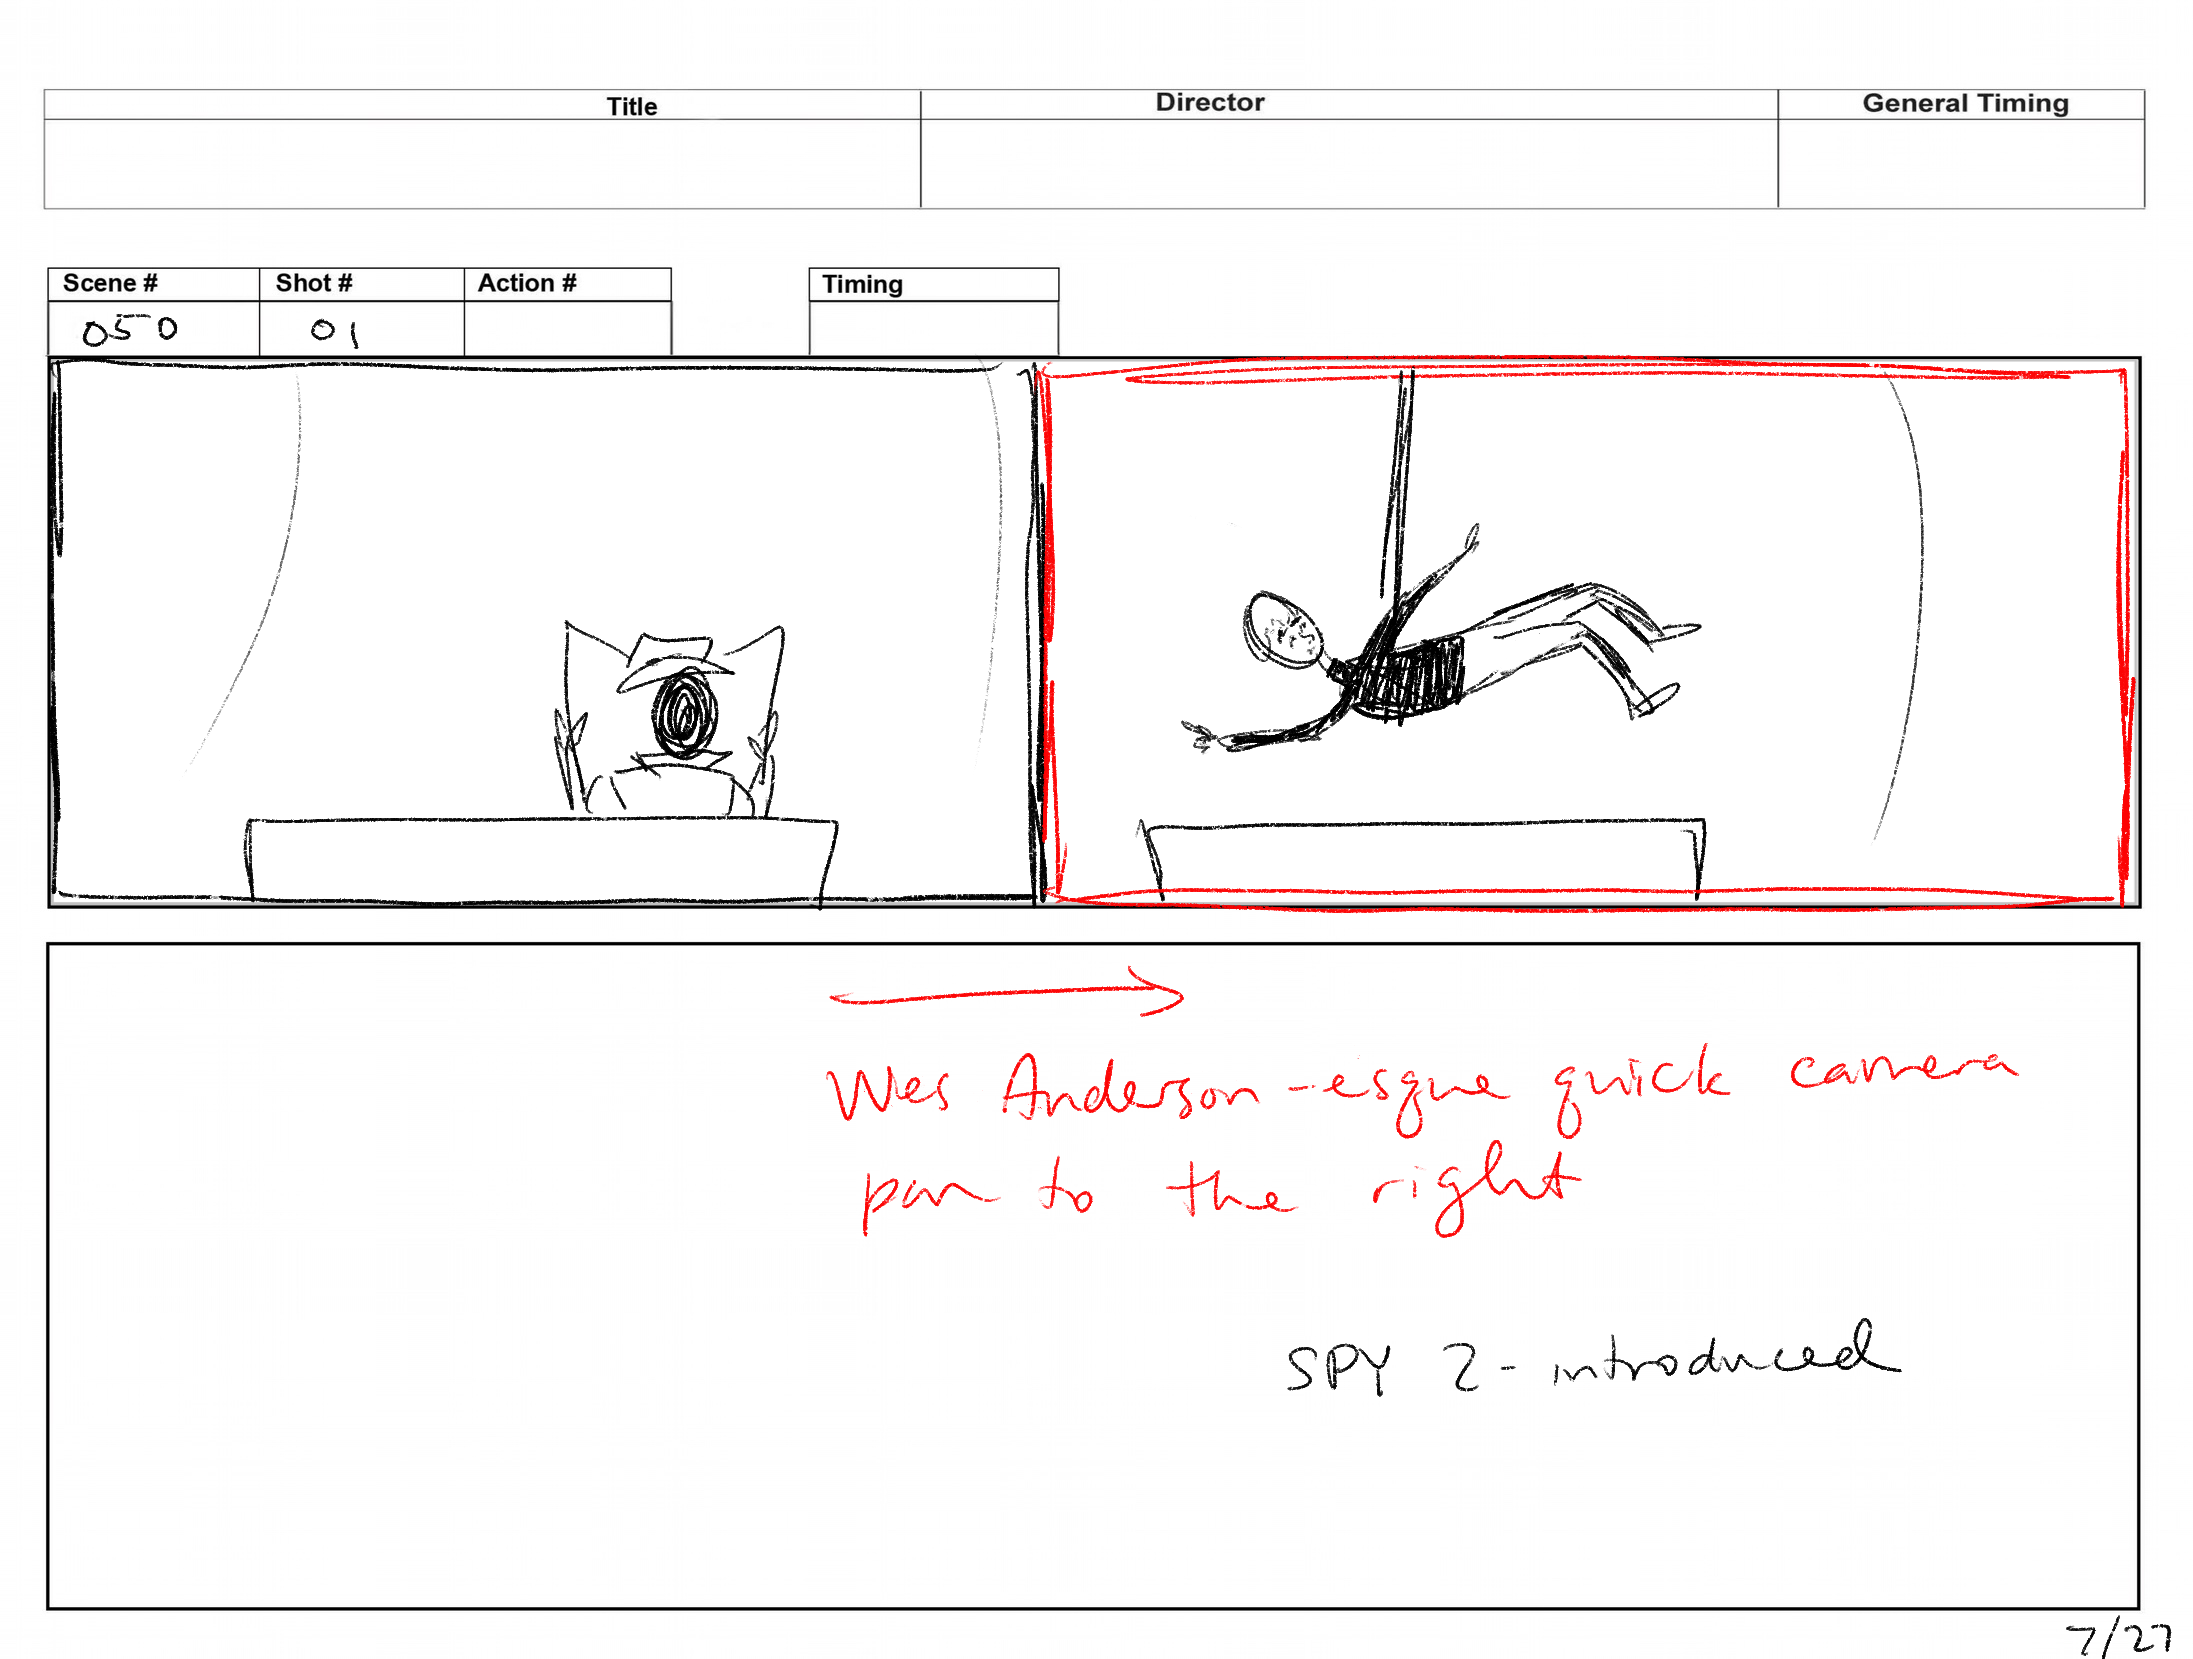 Title Director General Timing
Scene # Shot # Action # Timing
050 01
Wes Anderson-esque quick camera
pan to the right
SPY 2 - introduced
7/27